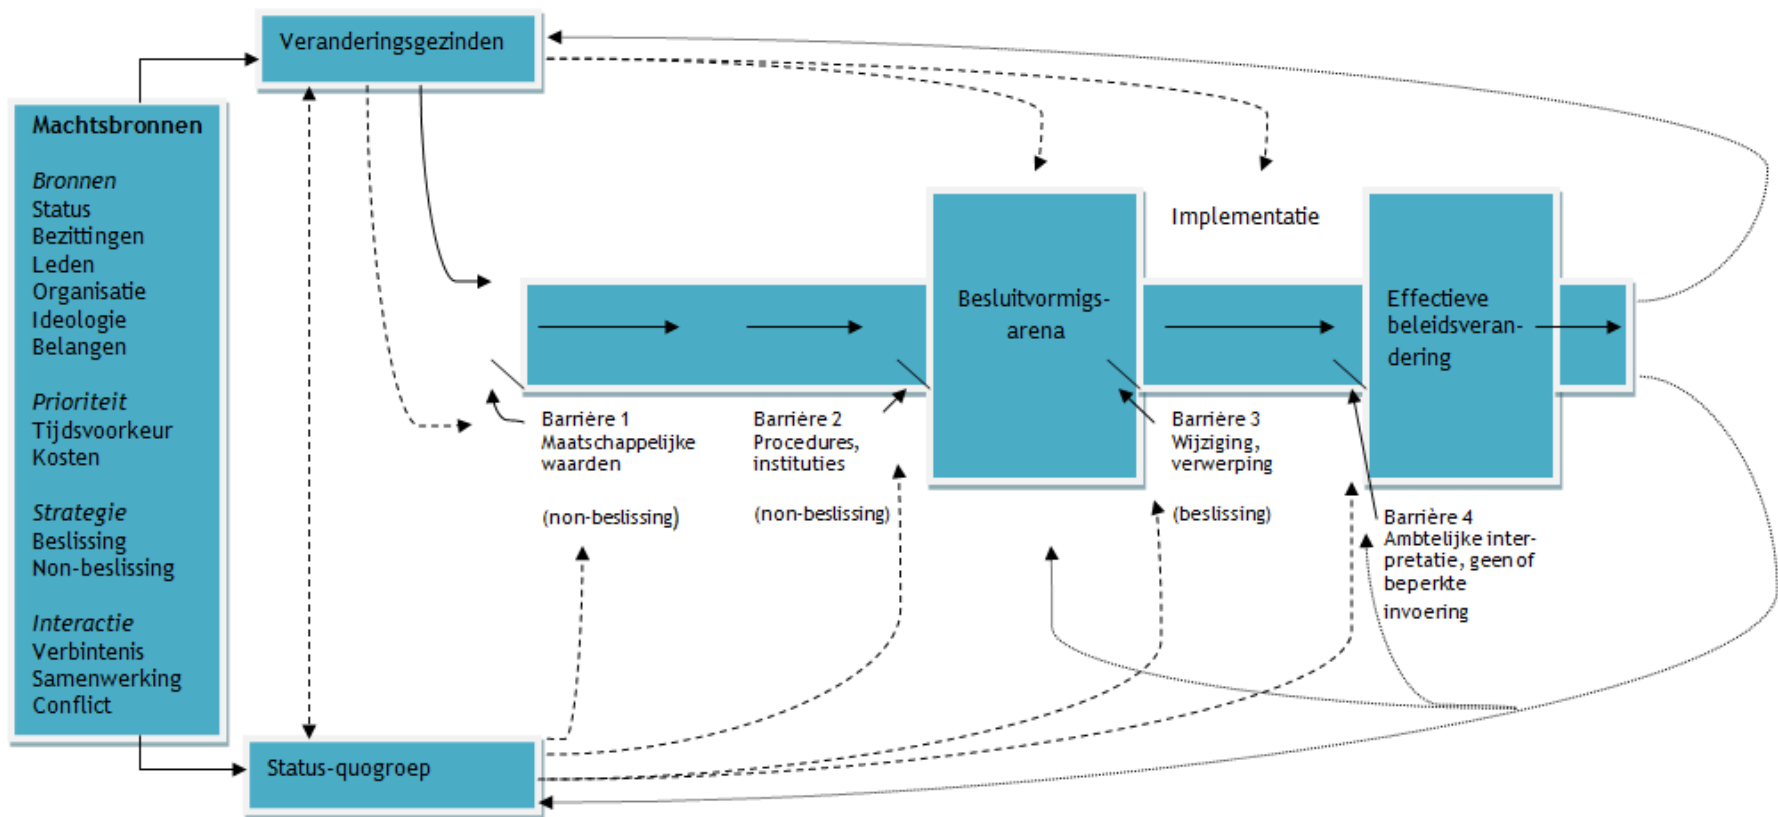 Veranderingsgezinden
Machtsbronnen
Bronnen
Status
Bezittingen
Leden
Organisatie
Ideologie
Belangen
Prioriteit
Tijdsvoorkeur
Kosten
Strategie
Beslissing
Non-beslissing
Interactie
Verbintenis
Samenwerking
Conflict
Status-quogroep
Barrière 1
Maatschappelijke
waarden
(non-beslissing)
Barrière 2
Procedures,
instituties
(non-beslissing)
Besluitvormigs-
arena
Implementatie
Barrière 3
Wijziging,
verwerping
(beslissing)
Effectieve
beleidsveran-
dering
Barrière 4
Ambtelijke inter-
pretatie, geen of
beperkte
invoering